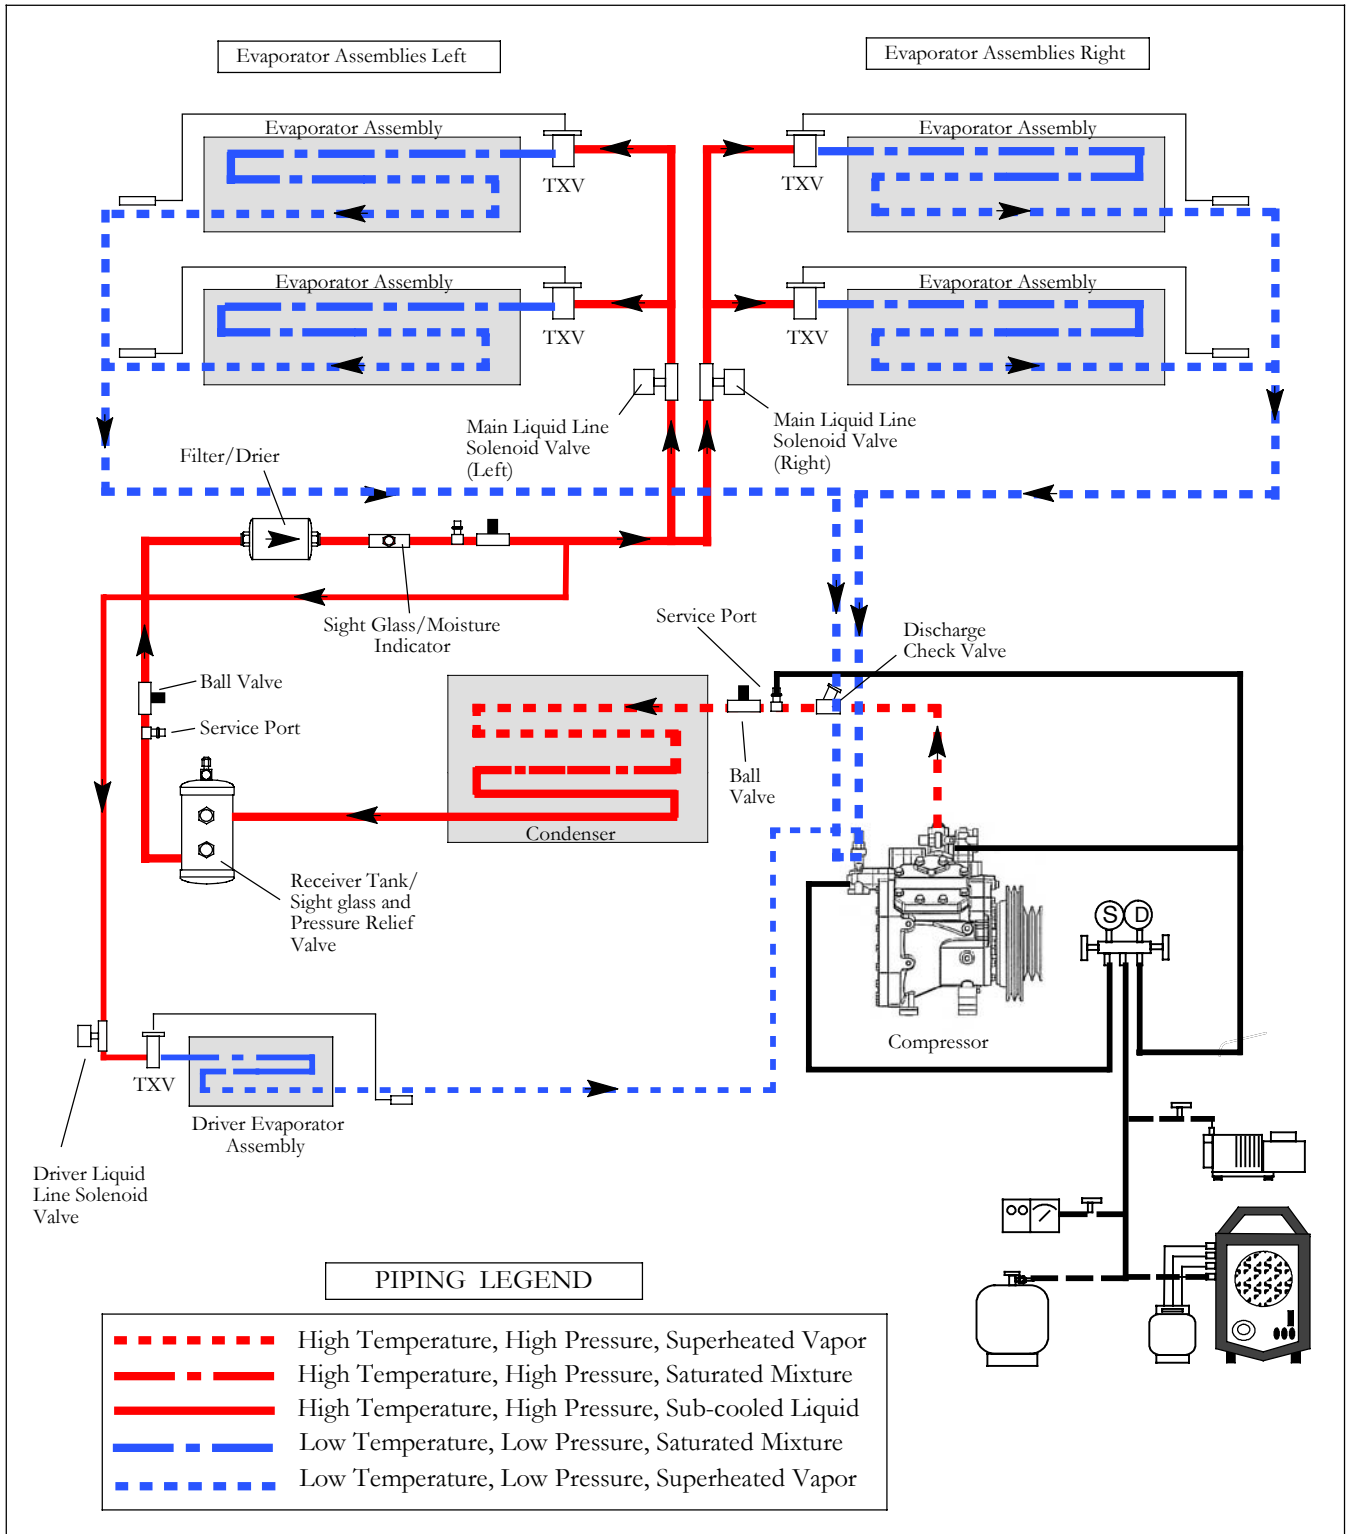 Evaporator Assemblies Left
Evaporator Assemblies Right
Evaporator Assembly
TXV
Evaporator Assembly
TXV
Evaporator Assembly
TXV
Evaporator Assembly
TXV
Main Liquid Line
Solenoid Valve
(Left)
Main Liquid Line
Solenoid Valve
(Right)
Filter/Drier
Sight Glass/Moisture
Indicator
Service Port
Discharge
Check Valve
Ball Valve
Service Port
Ball
Valve
Condenser
Receiver Tank/
Sight glass and
Pressure Relief
Valve
S
D
Compressor
TXV
Driver Evaporator
Assembly
Driver Liquid
Line Solenoid
Valve
PIPING LEGEND
High Temperature, High Pressure, Superheated Vapor
High Temperature, High Pressure, Saturated Mixture
High Temperature, High Pressure, Sub-cooled Liquid
Low Temperature, Low Pressure, Saturated Mixture
Low Temperature, Low Pressure, Superheated Vapor